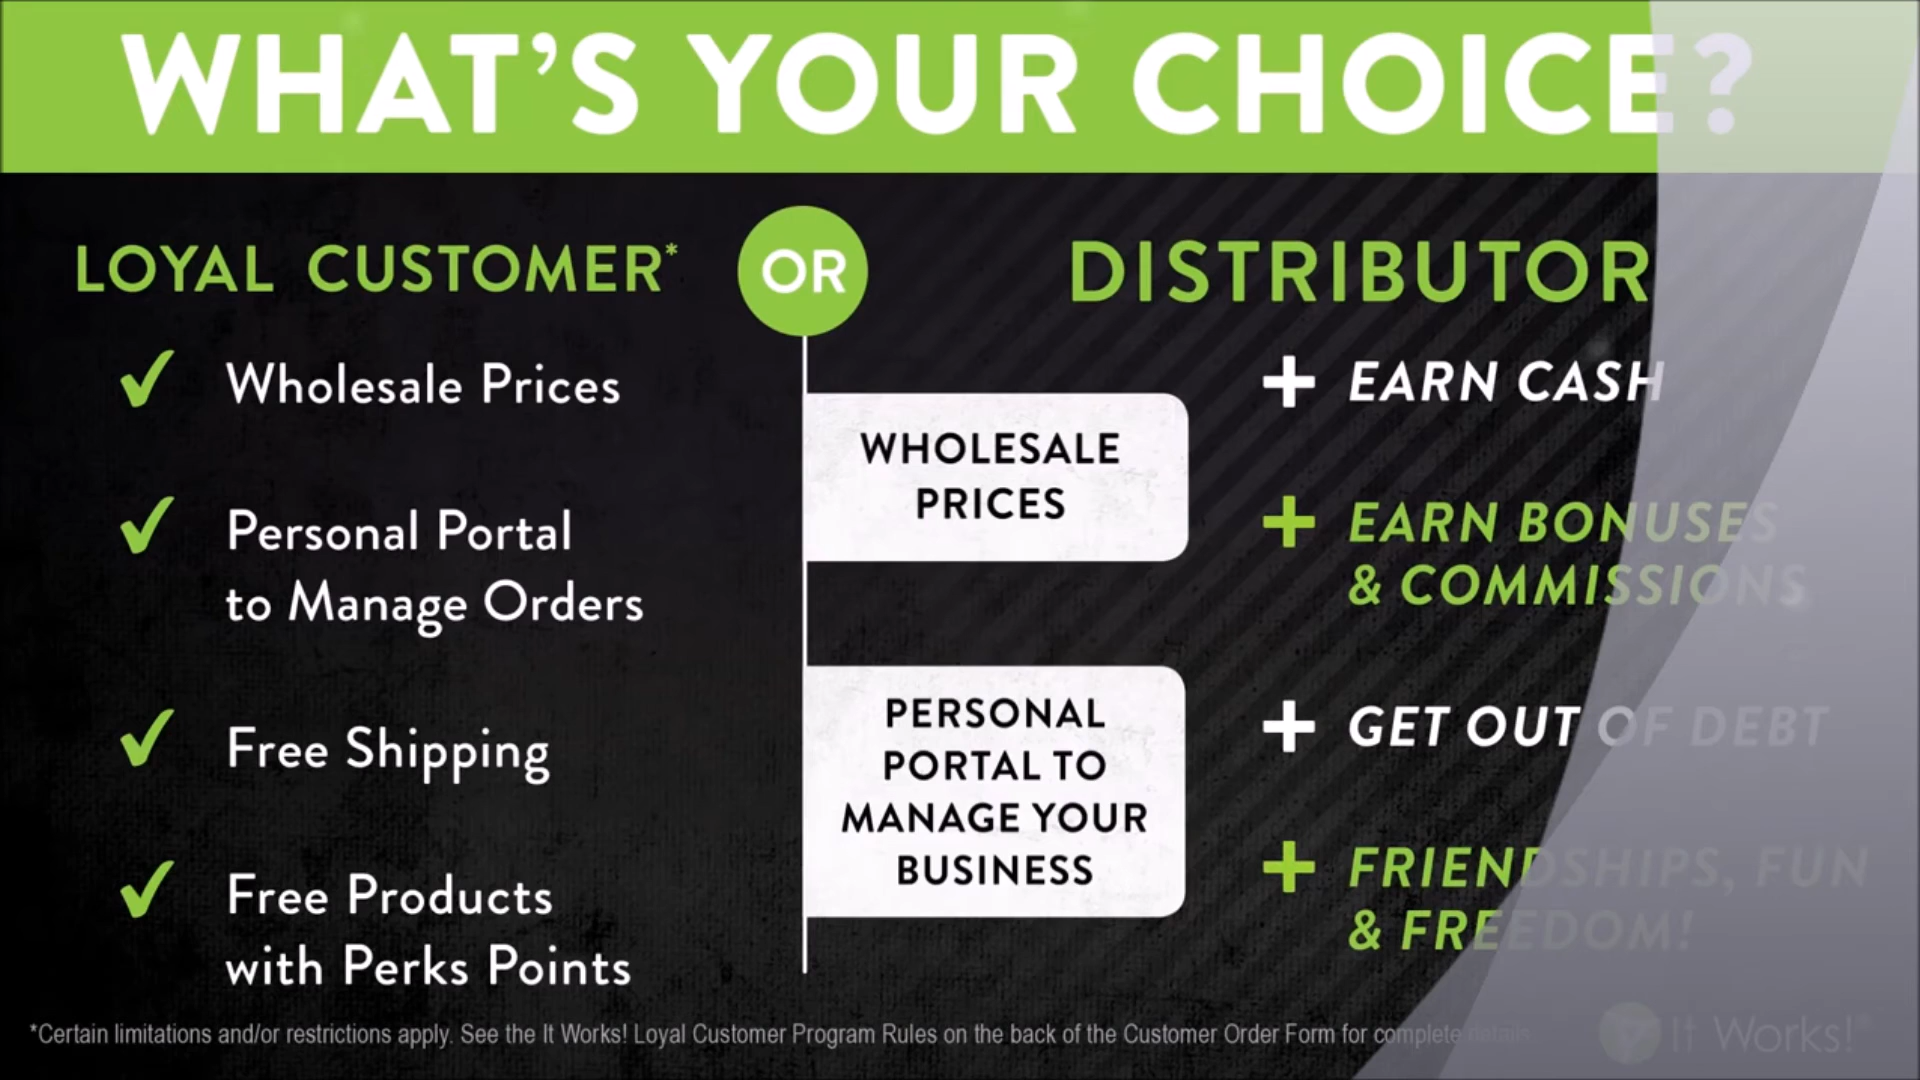 WHAT'S YOUR CHOICE?
LOYAL CUSTOMER*
✓ Wholesale Prices
✓ Personal Portal
to Manage Orders
✓ Free Shipping
✓ Free Products
with Perks Points
OR
WHOLESALE
PRICES
PERSONAL
PORTAL TO
MANAGE YOUR
BUSINESS
DISTRIBUTOR
+ EARN CASH
+ EARN BONUSES
& COMMISSIONS
+ GET OUT OF DEBT
+ FRIENDSHIPS, FUN
& FREEDOM!
*Certain limitations and/or restrictions apply. See the It Works! Loyal Customer Program Rules on the back of the Customer Order Form for complete details.
It Works!®